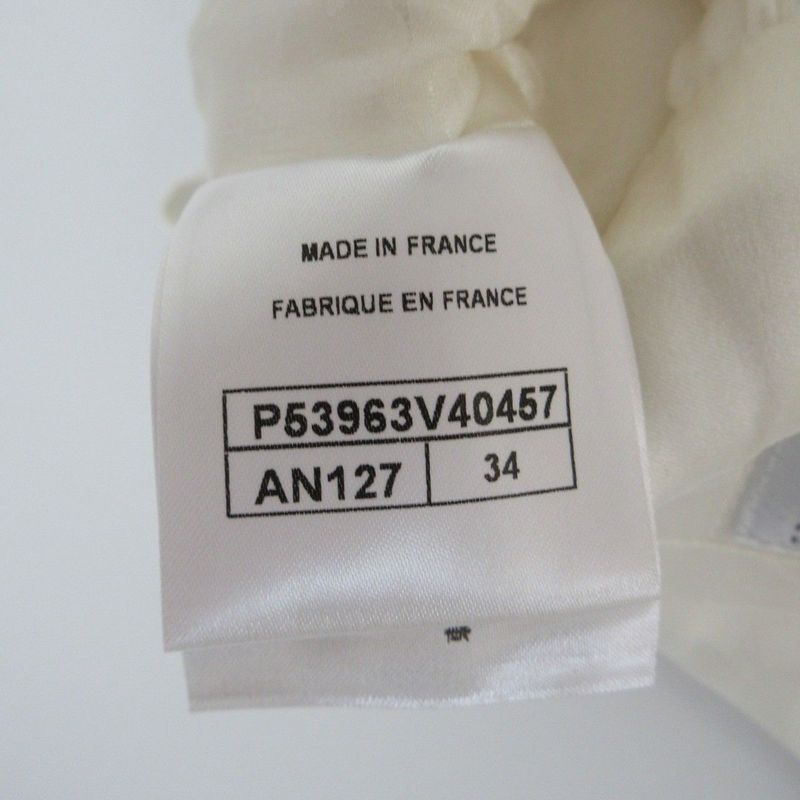 MADE IN FRANCE
FABRIQUE EN FRANCE
P53963V40457
AN127 34